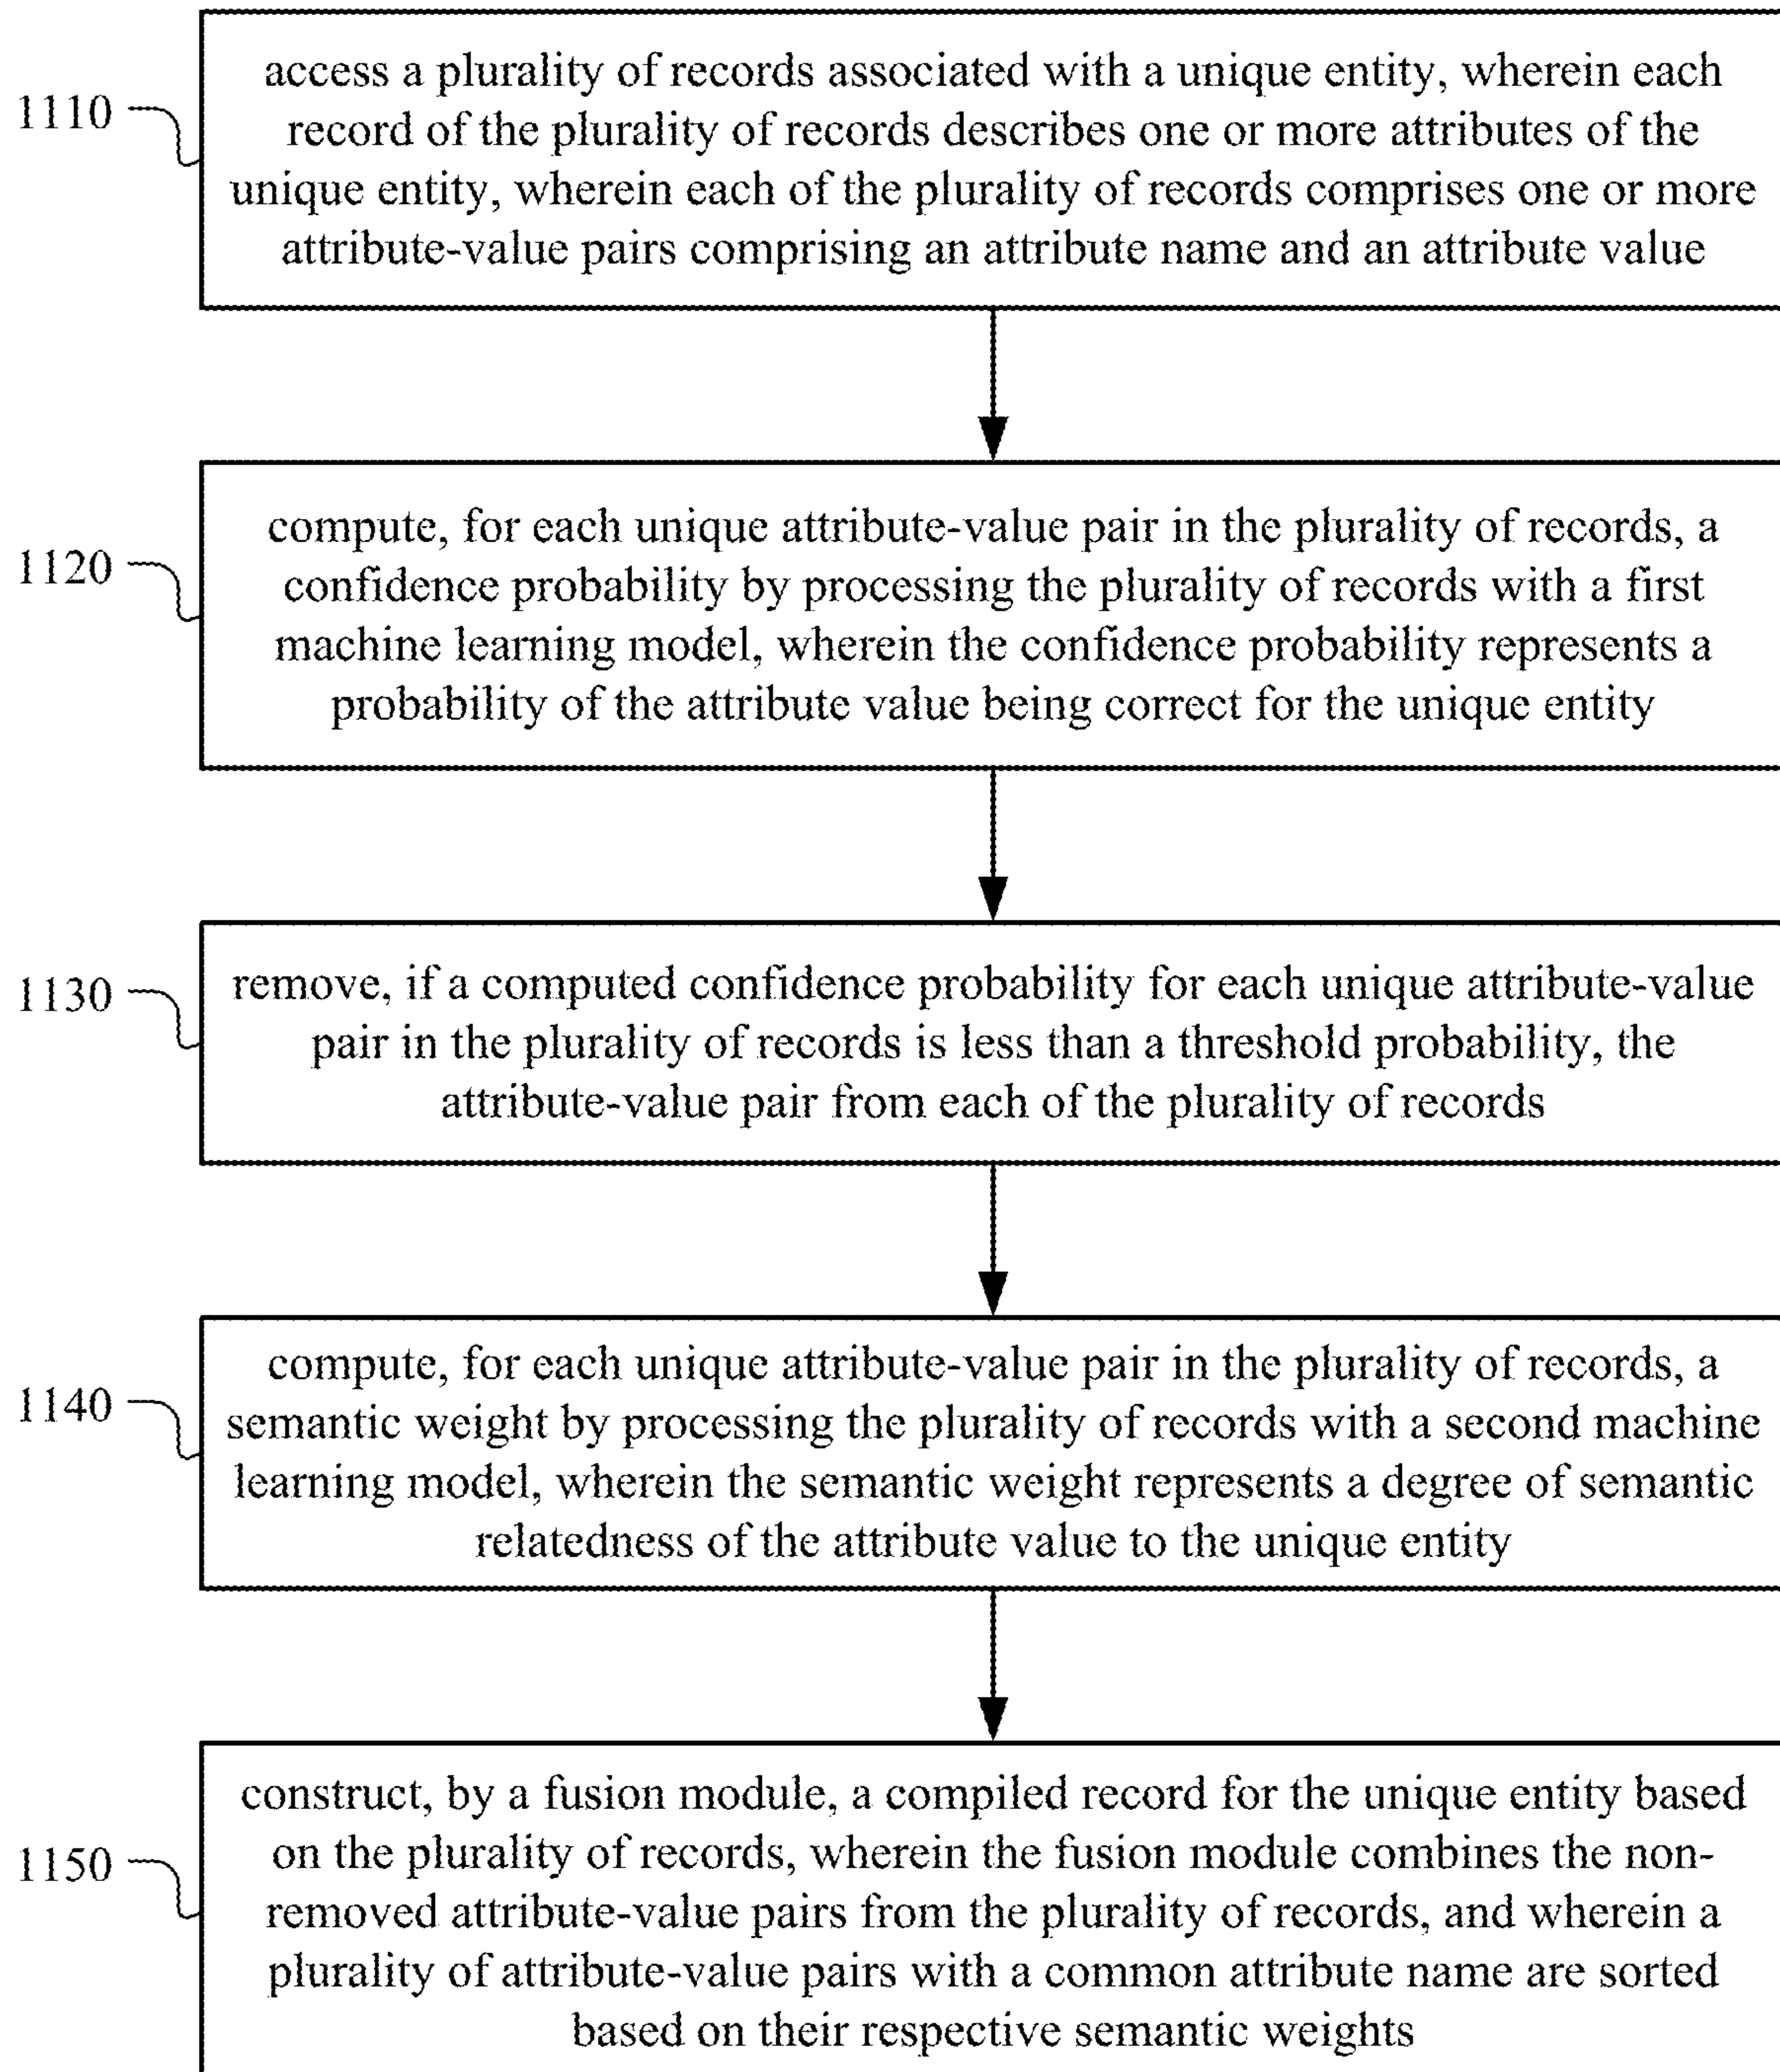 1110
access a plurality of records associated with a unique entity, wherein each
record of the plurality of records describes one or more attributes of the
unique entity, wherein each of the plurality of records comprises one or more
attribute-value pairs comprising an attribute name and an attribute value
1120
compute, for each unique attribute-value pair in the plurality of records, a
confidence probability by processing the plurality of records with a first
machine learning model, wherein the confidence probability represents a
probability of the attribute value being correct for the unique entity
1130
remove, if a computed confidence probability for each unique attribute-value
pair in the plurality of records is less than a threshold probability, the
attribute-value pair from each of the plurality of records
1140
compute, for each unique attribute-value pair in the plurality of records, a
semantic weight by processing the plurality of records with a second machine
learning model, wherein the semantic weight represents a degree of semantic
relatedness of the attribute value to the unique entity
1150
construct, by a fusion module, a compiled record for the unique entity based
on the plurality of records, wherein the fusion module combines the non-
removed attribute-value pairs from the plurality of records, and wherein a
plurality of attribute-value pairs with a common attribute name are sorted
based on their respective semantic weights